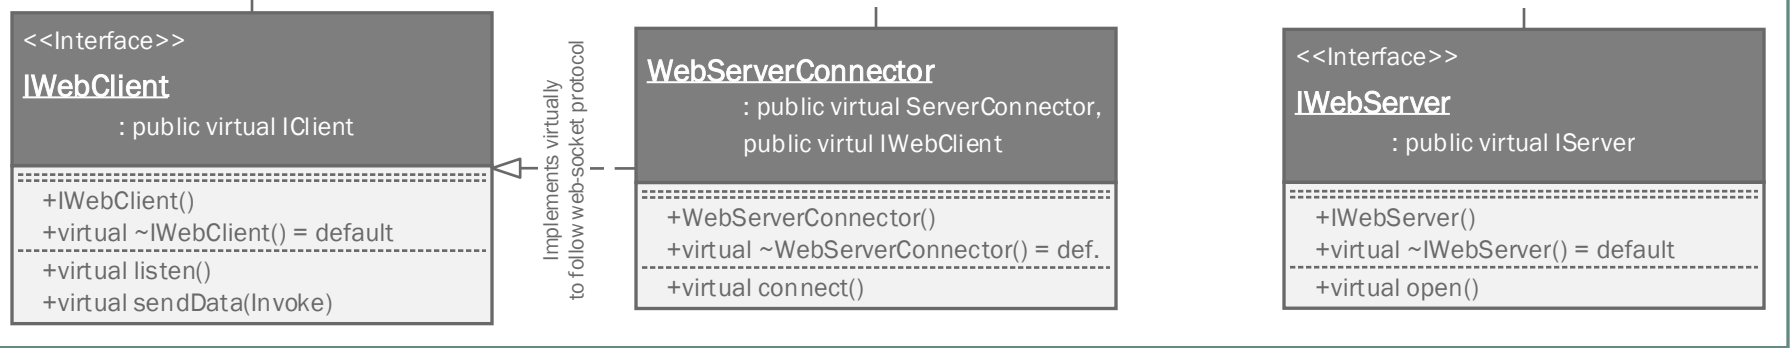 <<Interface>>
IWebClient
: public virtual IClient
+IWebClient()
+virtual ~IWebClient() = default
+virtual listen()
+virtual sendData(Invoke)
Implements virtually
to follow web-socket protocol
WebServerConnector
: public virtual ServerConnector,
public virtul IWebClient
+WebServerConnector()
+virtual ~WebServerConnector() = def.
+virtual connect()
<<Interface>>
IWebServer
: public virtual IServer
+IWebServer()
+virtual ~IWebServer() = default
+virtual open()